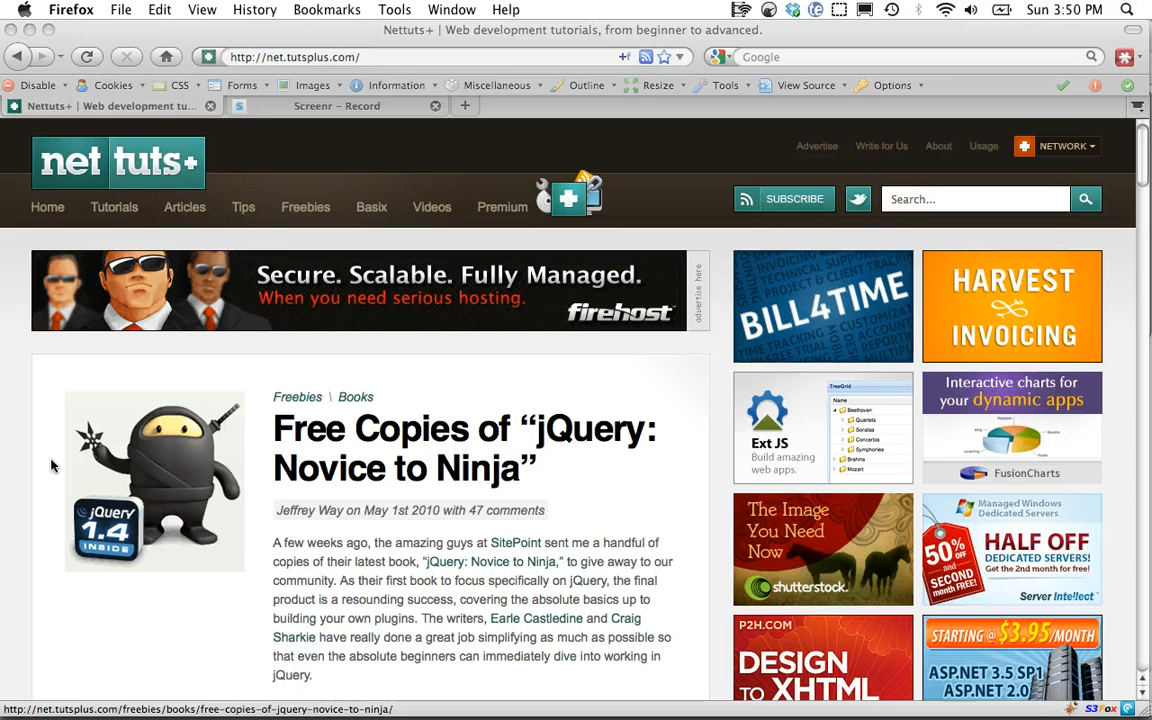 Firefox File Edit View History Bookmarks Tools Window Help Sun 3:50 PM
Nettuts+ | Web development tutorials, from beginner to advanced.
http://net.tutsplus.com/ Google
Disable Cookies CSS Forms Images Information Miscellaneous Outline Resize Tools View Source Options
Nettuts+ | Web development tu... Screenr - Record
net tuts+
Advertise Write for Us About Usage NETWORK
Home Tutorials Articles Tips Freebies Basix Videos Premium
SUBSCRIBE Search...
Secure. Scalable. Fully Managed.
When you need serious hosting.
firehost
advertise here
BILL4TIME
HARVEST
INVOICING
Freebies \ Books
Free Copies of “jQuery:
Novice to Ninja”
Jeffrey Way on May 1st 2010 with 47 comments
A few weeks ago, the amazing guys at SitePoint sent me a handful of
copies of their latest book, “jQuery: Novice to Ninja,” to give away to our
community. As their first book to focus specifically on jQuery, the final
product is a resounding success, covering the absolute basics up to
building your own plugins. The writers, Earle Castledine and Craig
Sharkie have really done a great job simplifying as much as possible so
that even the absolute beginners can immediately dive into working in
jQuery.
jQuery
1.4
INSIDE
Ext JS
Build amazing
web apps.
TreeGrid
Name
Beethoven
Quartets
Sonatas
Concertos
Symphonies
Brahms
Mozart
Interactive charts for
your dynamic apps
FusionCharts
The Image
You Need
Now
shutterstock
Managed Windows
Dedicated Servers
50%
OFF
and
SECOND
MONTH FREE!
HALF OFF
DEDICATED SERVERS!
Get the 2nd month for free!
Server Intellect
P2H.COM
DESIGN
TO XHTML
STARTING @ $3.95/MONTH
ASP.NET 3.5 SP1
ASP.NET 2.0
http://net.tutsplus.com/freebies/books/free-copies-of-jquery-novice-to-ninja/ S3Fox